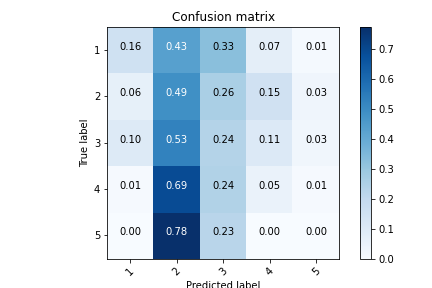 Confusion matrix
0.16 0.43 0.33 0.07 0.01
0.06 0.49 0.26 0.15 0.03
0.10 0.53 0.24 0.11 0.03
0.01 0.69 0.24 0.05 0.01
0.00 0.78 0.23 0.00 0.00
1
2
3
4
5
True label
1 2 3 4 5
Predicted label
0.7
0.6
0.5
0.4
0.3
0.2
0.1
0.0